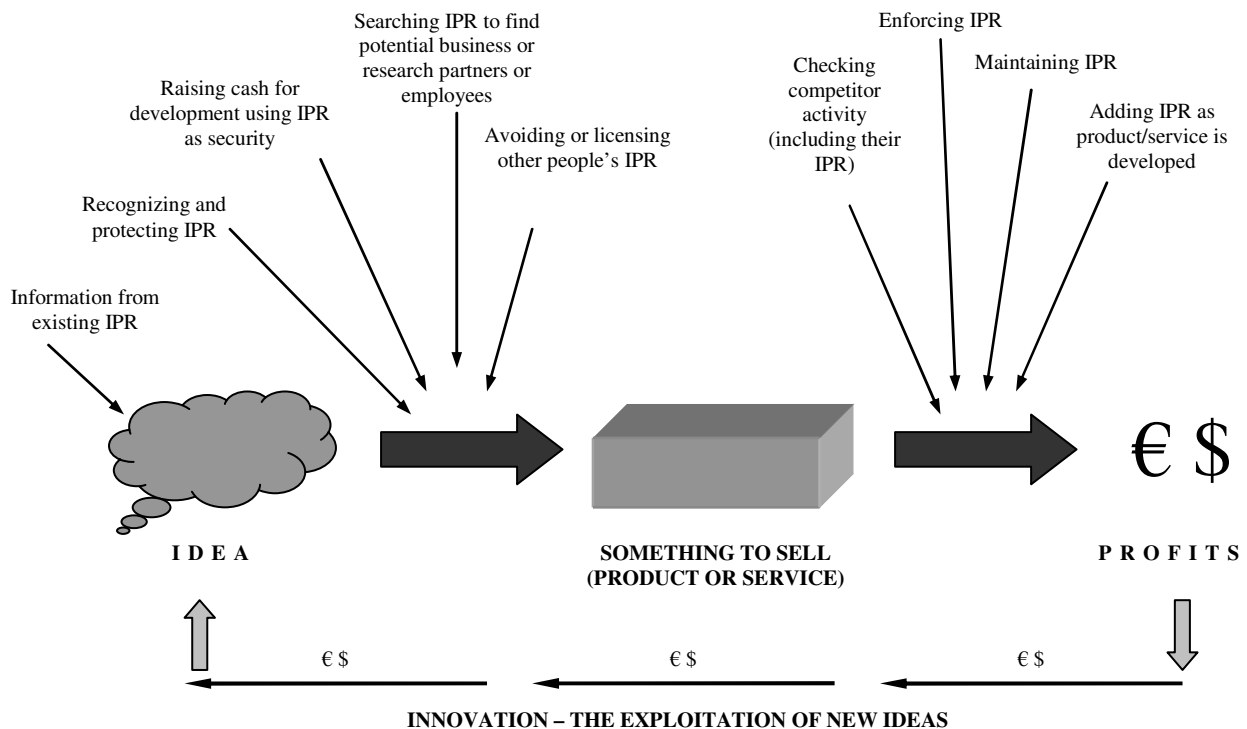 Searching IPR to find
potential business or
research partners or
employees
Enforcing IPR
Maintaining IPR
Checking
competitor
activity
(including their
IPR)
Raising cash for
development using IPR
as security
Adding IPR as
product/service is
developed
Avoiding or licensing
other people's IPR
Recognizing and
protecting IPR
Information from
existing IPR
€ $
I D E A
SOMETHING TO SELL
(PRODUCT OR SERVICE)
P R O F I T S
€ $
€ $
€ $
INNOVATION – THE EXPLOITATION OF NEW IDEAS